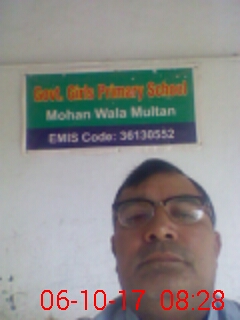 Govt. Girls Primary School
Mohan Wala Multan
EMIS Code: 36130552
06-10-17 08:28